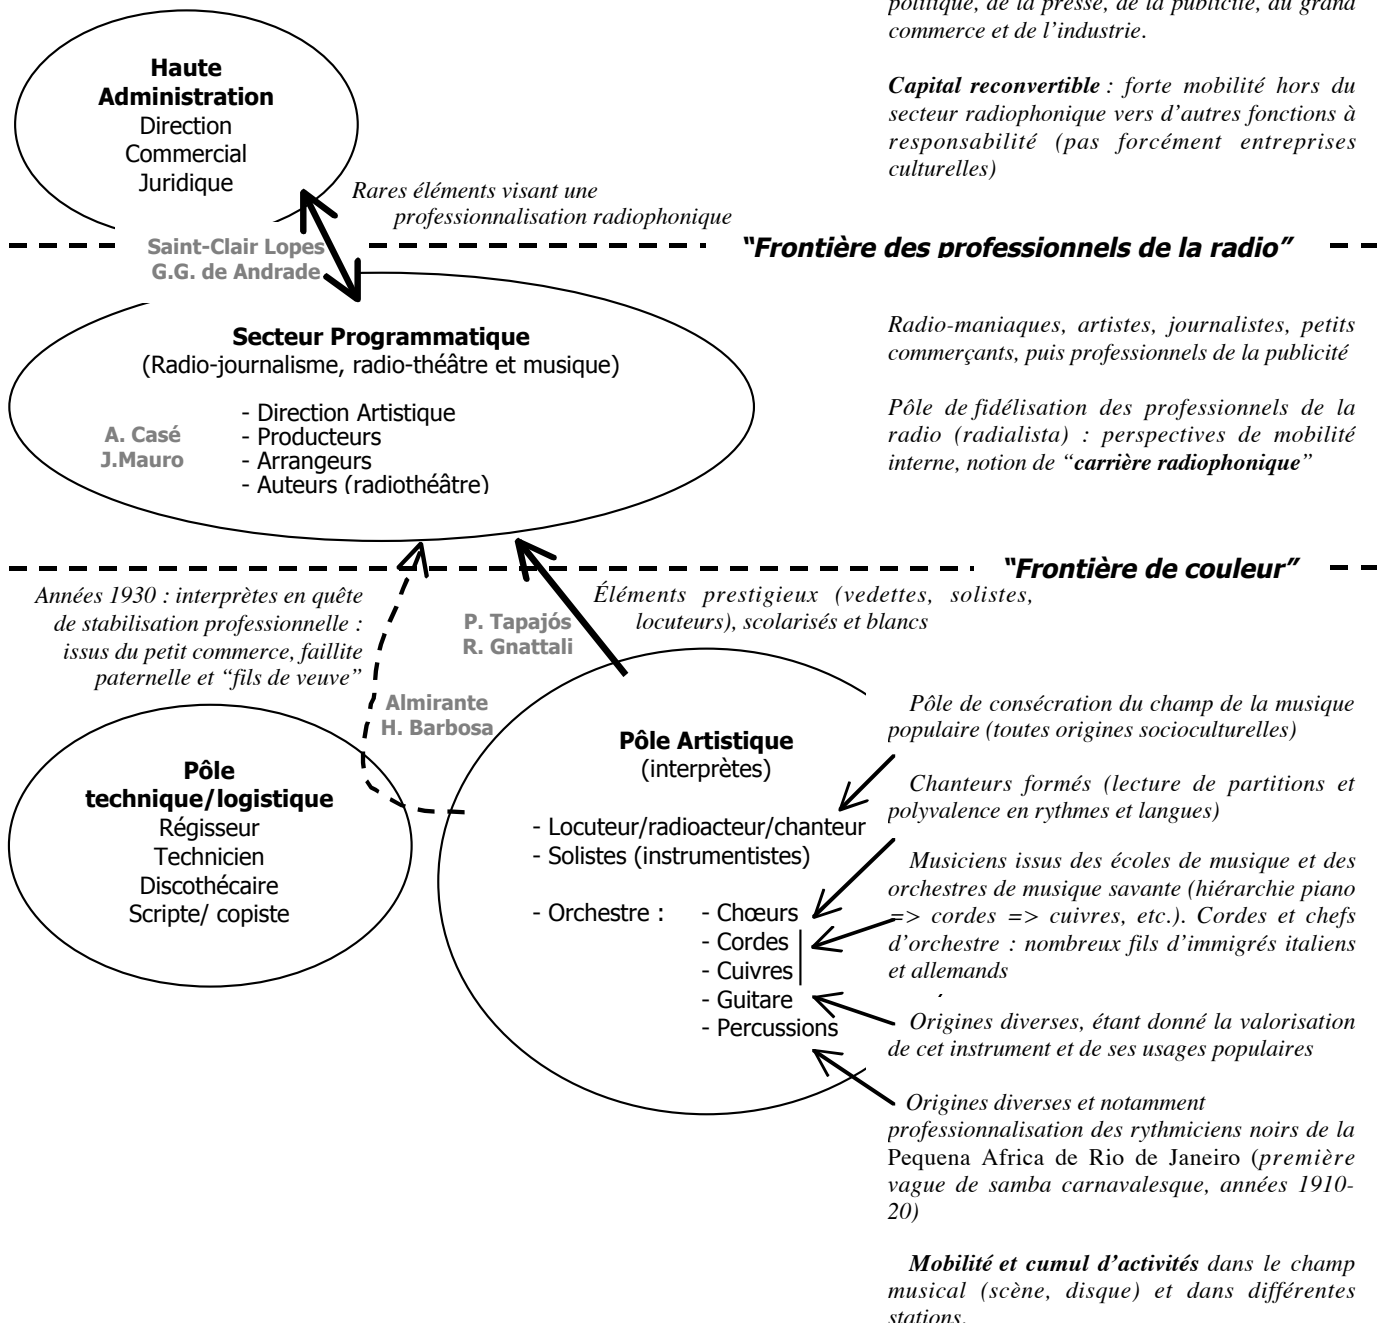 politique, de la presse, de la publicité, du grand
commerce et de l'industrie.
Haute
Administration
Direction
Commercial
Juridique
Capital reconvertible : forte mobilité hors du
secteur radiophonique vers d'autres fonctions à
responsabilité (pas forcément entreprises
culturelles)
Rares éléments visant une
professionnalisation radiophonique
Saint-Clair Lopes
G.G. de Andrade
“Frontière des professionnels de la radio”
Secteur Programmatique
(Radio-journalisme, radio-théâtre et musique)
- Direction Artistique
- Producteurs
- Arrangeurs
- Auteurs (radiothéâtre)
A. Casé
J.Mauro
Radio-maniaques, artistes, journalistes, petits
commerçants, puis professionnels de la publicité
Pôle de fidélisation des professionnels de la
radio (radialista) : perspectives de mobilité
interne, notion de “carrière radiophonique”
“Frontière de couleur”
Années 1930 : interprètes en quête
de stabilisation professionnelle :
issus du petit commerce, faillite
paternelle et “fils de veuve”
P. Tapajós
R. Gnattali
Éléments prestigieux (vedettes, solistes,
locuteurs), scolarisés et blancs
Almirante
H. Barbosa
Pôle
technique/logistique
Régisseur
Technicien
Discothécaire
Scripte/ copiste
Pôle Artistique
(interprètes)
- Locuteur/radioacteur/chanteur
- Solistes (instrumentistes)
- Orchestre :
- Chœurs
- Cordes
- Cuivres
- Guitare
- Percussions
Pôle de consécration du champ de la musique
populaire (toutes origines socioculturelles)
Chanteurs formés (lecture de partitions et
polyvalence en rythmes et langues)
Musiciens issus des écoles de musique et des
orchestres de musique savante (hiérarchie piano
=> cordes => cuivres, etc.). Cordes et chefs
d'orchestre : nombreux fils d'immigrés italiens
et allemands
Origines diverses, étant donné la valorisation
de cet instrument et de ses usages populaires
Origines diverses et notamment
professionnalisation des rythmiciens noirs de la
Pequena Africa de Rio de Janeiro (première
vague de samba carnavalesque, années 1910-
20)
Mobilité et cumul d'activités dans le champ
musical (scène, disque) et dans différentes
stations.